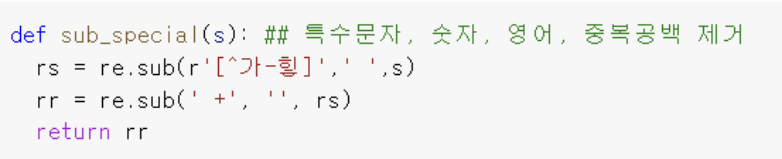 def sub_special(s): ## 특수문자, 숫자, 영어, 중복공백 제거
  rs = re.sub(r'[^가-힣]',' ',s)
  rr = re.sub(' +', '', rs)
  return rr